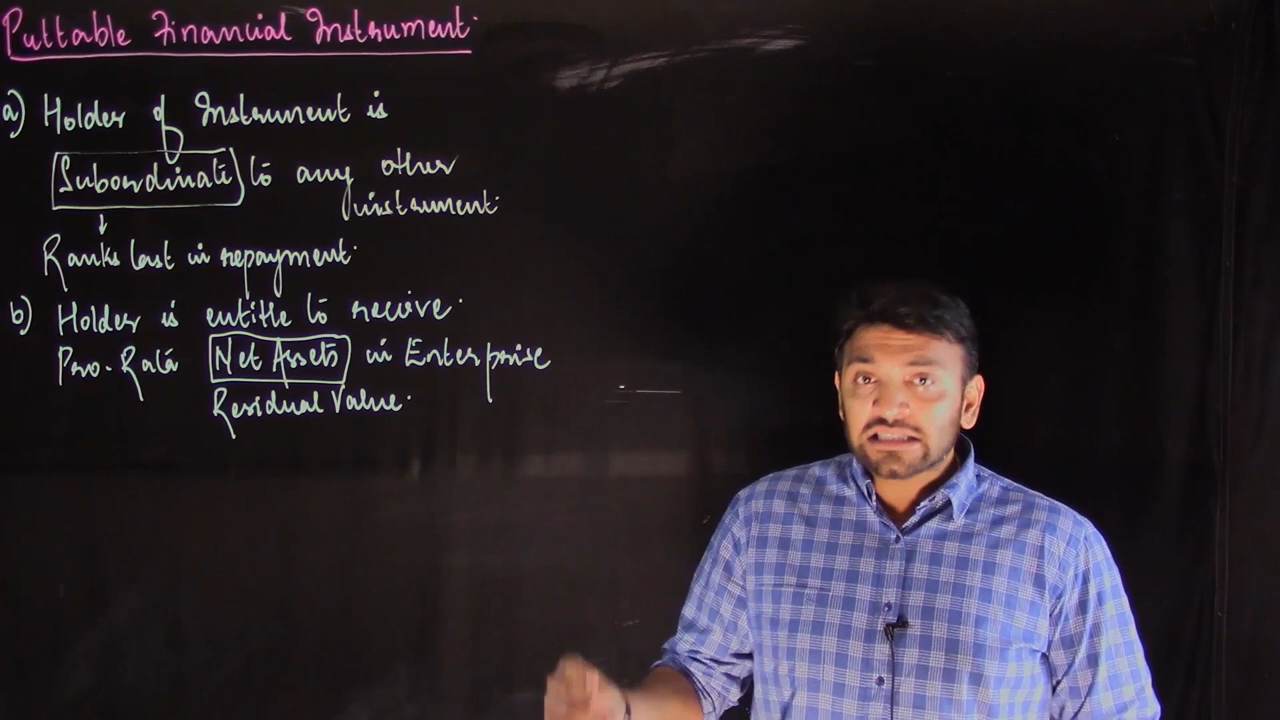 Puttable Financial Instrument.
a) Holder of Instrument is
Subordinate to any other
instrument.
↓
Ranks last in repayment.
b) Holder is entitle to receive.
Pro-Rata Net Assets in Enterprise
Residual Value.